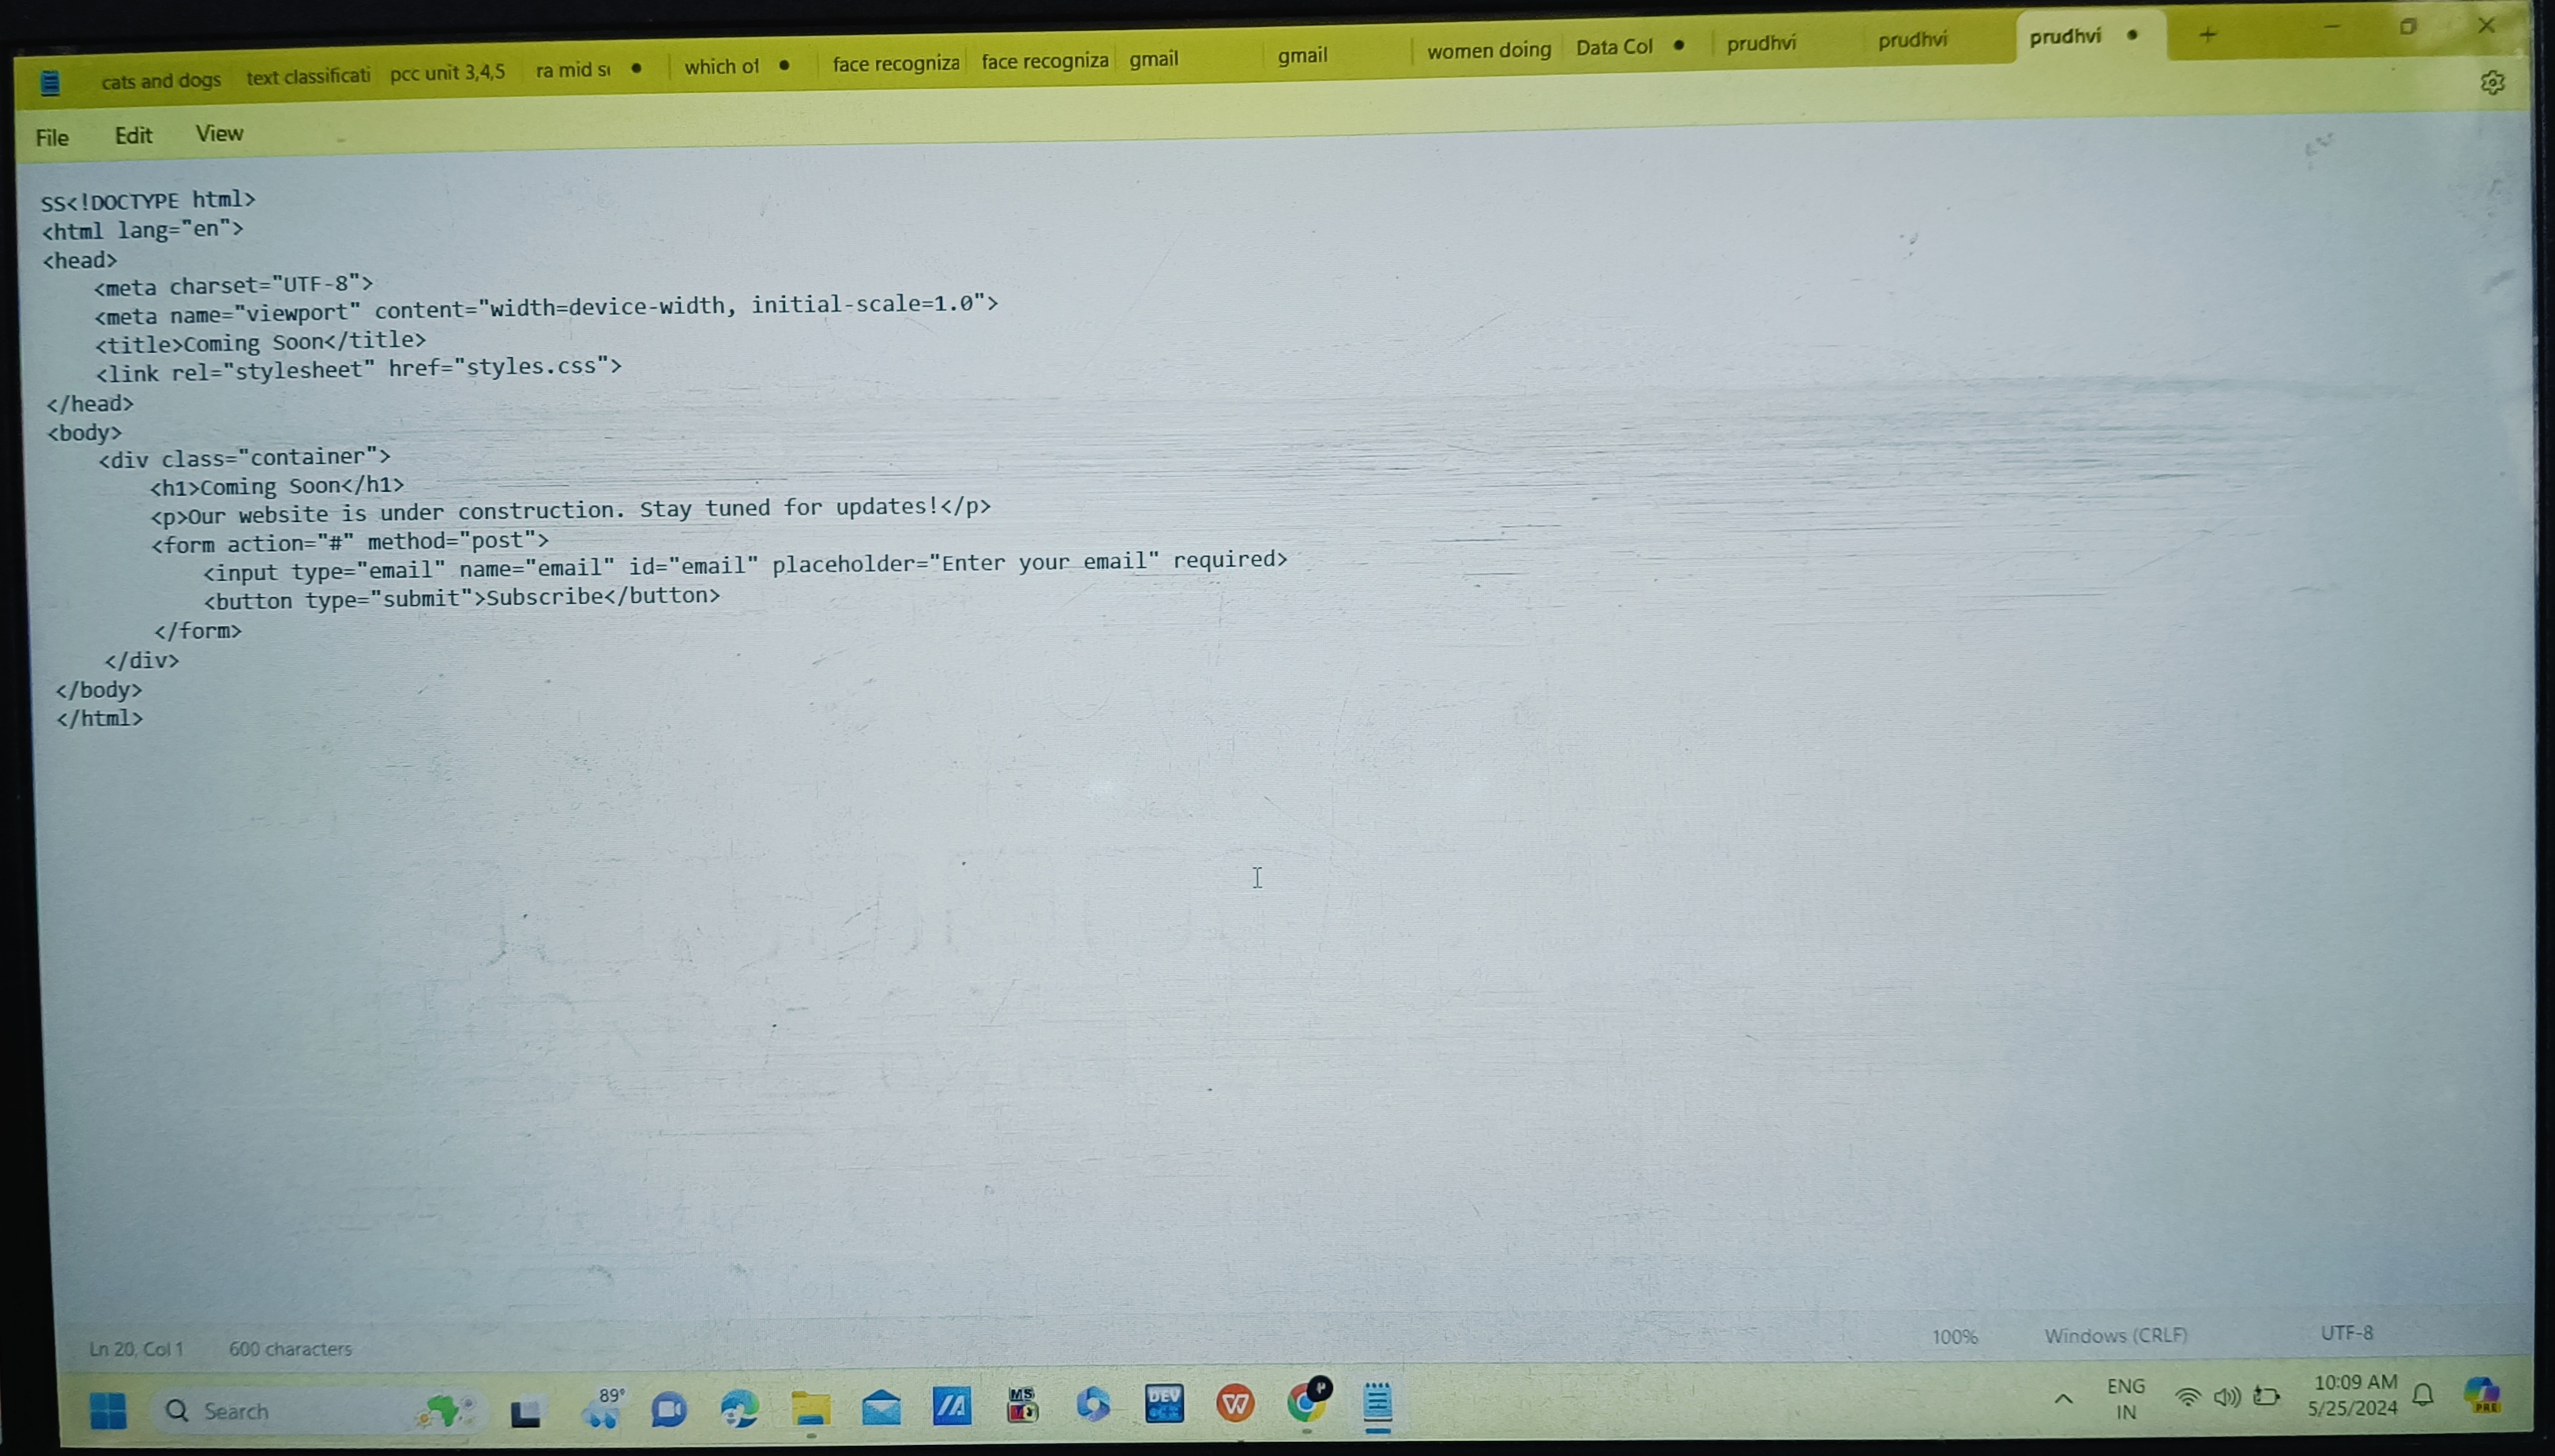 cats and dogs text classificati pcc unit 3,4,5 ra mid su which of face recogniza face recogniza gmail gmail women doing Data Col prudhvi prudhvi prudhvi
File Edit View
SS<!DOCTYPE html>
<html lang="en">
<head>
    <meta charset="UTF-8">
    <meta name="viewport" content="width=device-width, initial-scale=1.0">
    <title>Coming Soon</title>
    <link rel="stylesheet" href="styles.css">
</head>
<body>
    <div class="container">
        <h1>Coming Soon</h1>
        <p>Our website is under construction. Stay tuned for updates!</p>
        <form action="#" method="post">
            <input type="email" name="email" id="email" placeholder="Enter your email" required>
            <button type="submit">Subscribe</button>
        </form>
    </div>
</body>
</html>
Ln 20, Col 1 600 characters 100% Windows (CRLF) UTF-8
Search 89° MS DEV C++ W ENG 10:09 AM
IN 5/25/2024 PRE